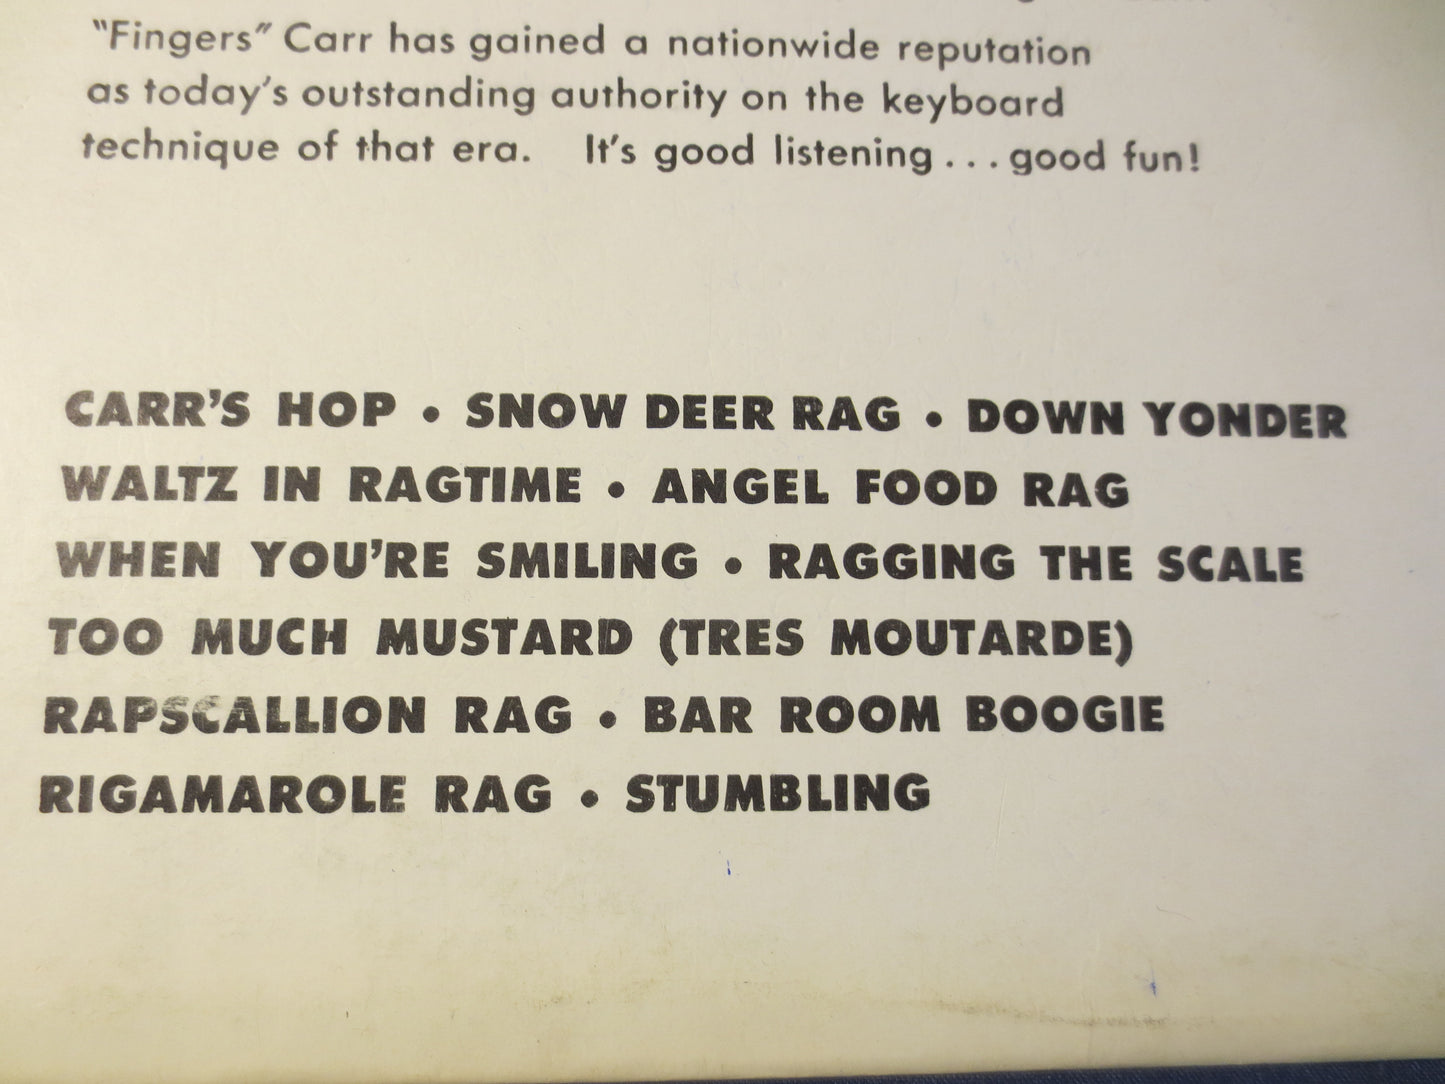 "Fingers" Carr has gained a nationwide reputation
as today's outstanding authority on the keyboard
technique of that era. It's good listening . . . good fun!
CARR'S HOP • SNOW DEER RAG • DOWN YONDER
WALTZ IN RAGTIME • ANGEL FOOD RAG
WHEN YOU'RE SMILING • RAGGING THE SCALE
TOO MUCH MUSTARD (TRES MOUTARDE)
RAPSCALLION RAG • BAR ROOM BOOGIE
RIGAMAROLE RAG • STUMBLING